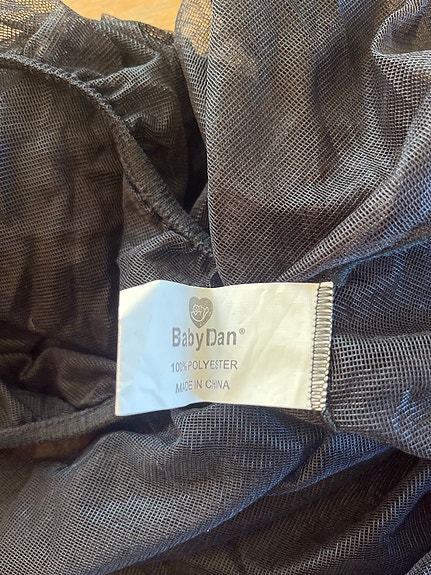 BabyDan®
100% POLYESTER
MADE IN CHINA